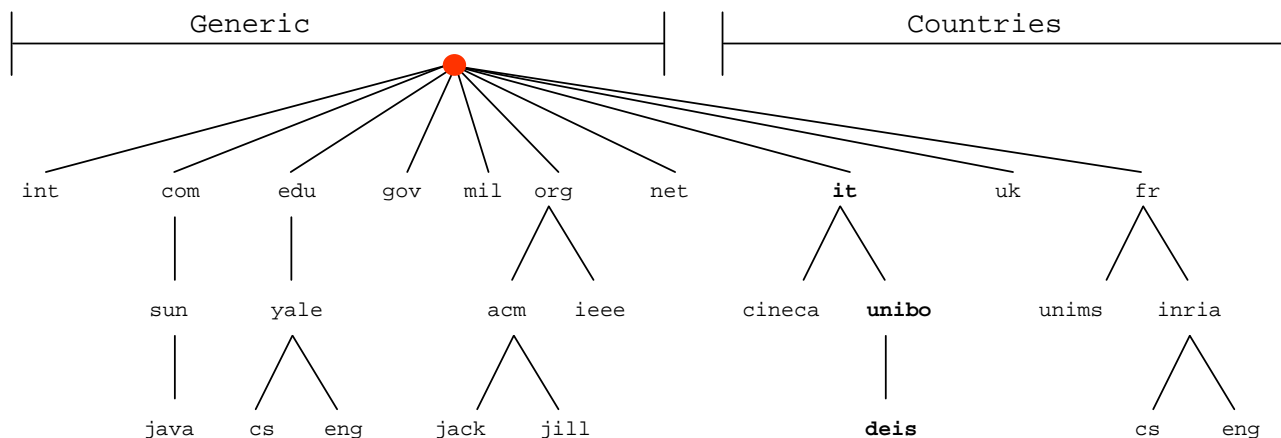 Generic Countries
int com edu gov mil org net it uk fr
sun yale acm ieee cineca unibo unims inria
java cs eng jack jill deis cs eng